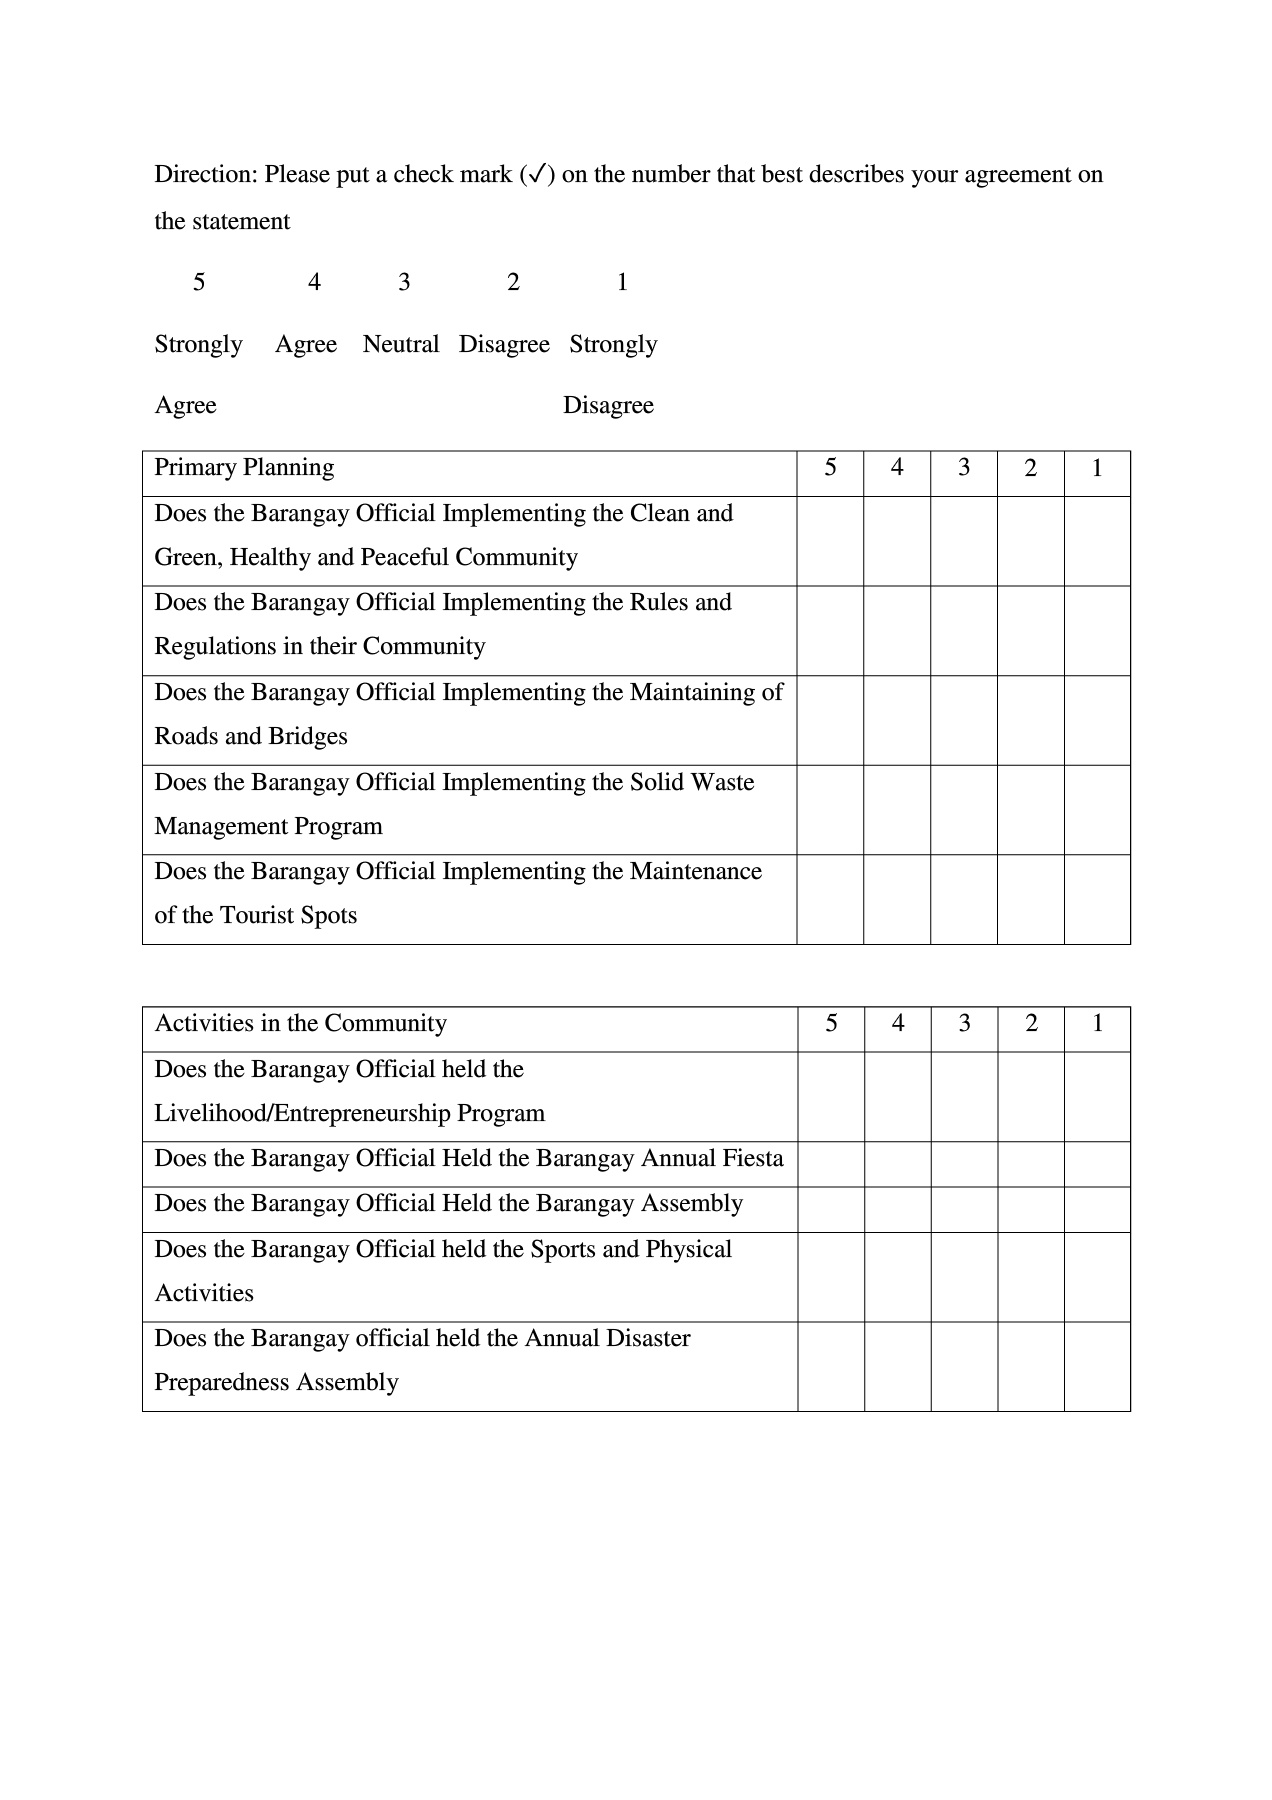 Direction: Please put a check mark (✓) on the number that best describes your agreement on
the statement
5 4 3 2 1
Strongly Agree Neutral Disagree Strongly
Agree Disagree
Primary Planning 5 4 3 2 1
Does the Barangay Official Implementing the Clean and
Green, Healthy and Peaceful Community
Does the Barangay Official Implementing the Rules and
Regulations in their Community
Does the Barangay Official Implementing the Maintaining of
Roads and Bridges
Does the Barangay Official Implementing the Solid Waste
Management Program
Does the Barangay Official Implementing the Maintenance
of the Tourist Spots
Activities in the Community 5 4 3 2 1
Does the Barangay Official held the
Livelihood/Entrepreneurship Program
Does the Barangay Official Held the Barangay Annual Fiesta
Does the Barangay Official Held the Barangay Assembly
Does the Barangay Official held the Sports and Physical
Activities
Does the Barangay official held the Annual Disaster
Preparedness Assembly